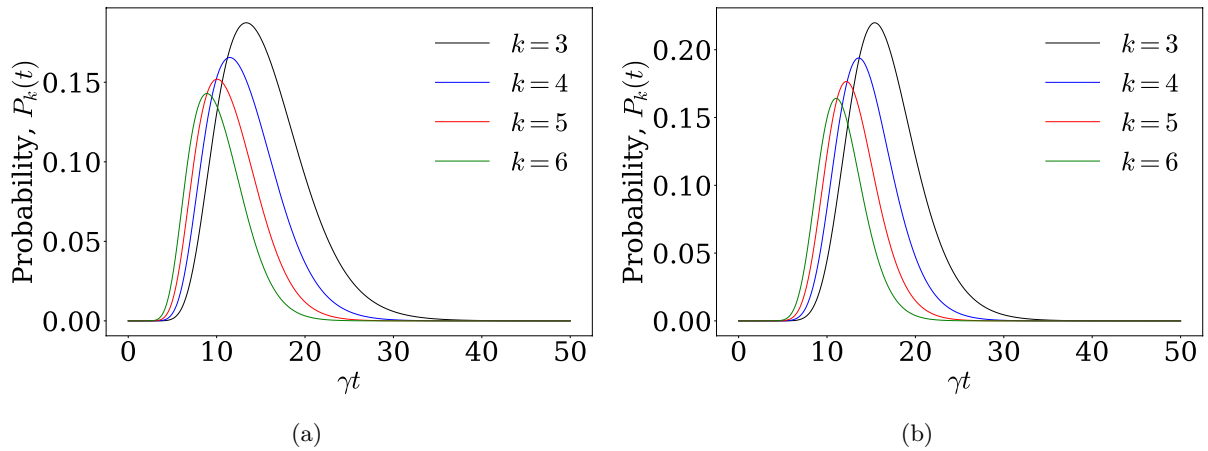 Probability, P_k(t)
0.15
0.10
0.05
0.00
k = 3
k = 4
k = 5
k = 6
0 10 20 30 40 50
γt
(a)
Probability, P_k(t)
0.20
0.15
0.10
0.05
0.00
k = 3
k = 4
k = 5
k = 6
0 10 20 30 40 50
γt
(b)